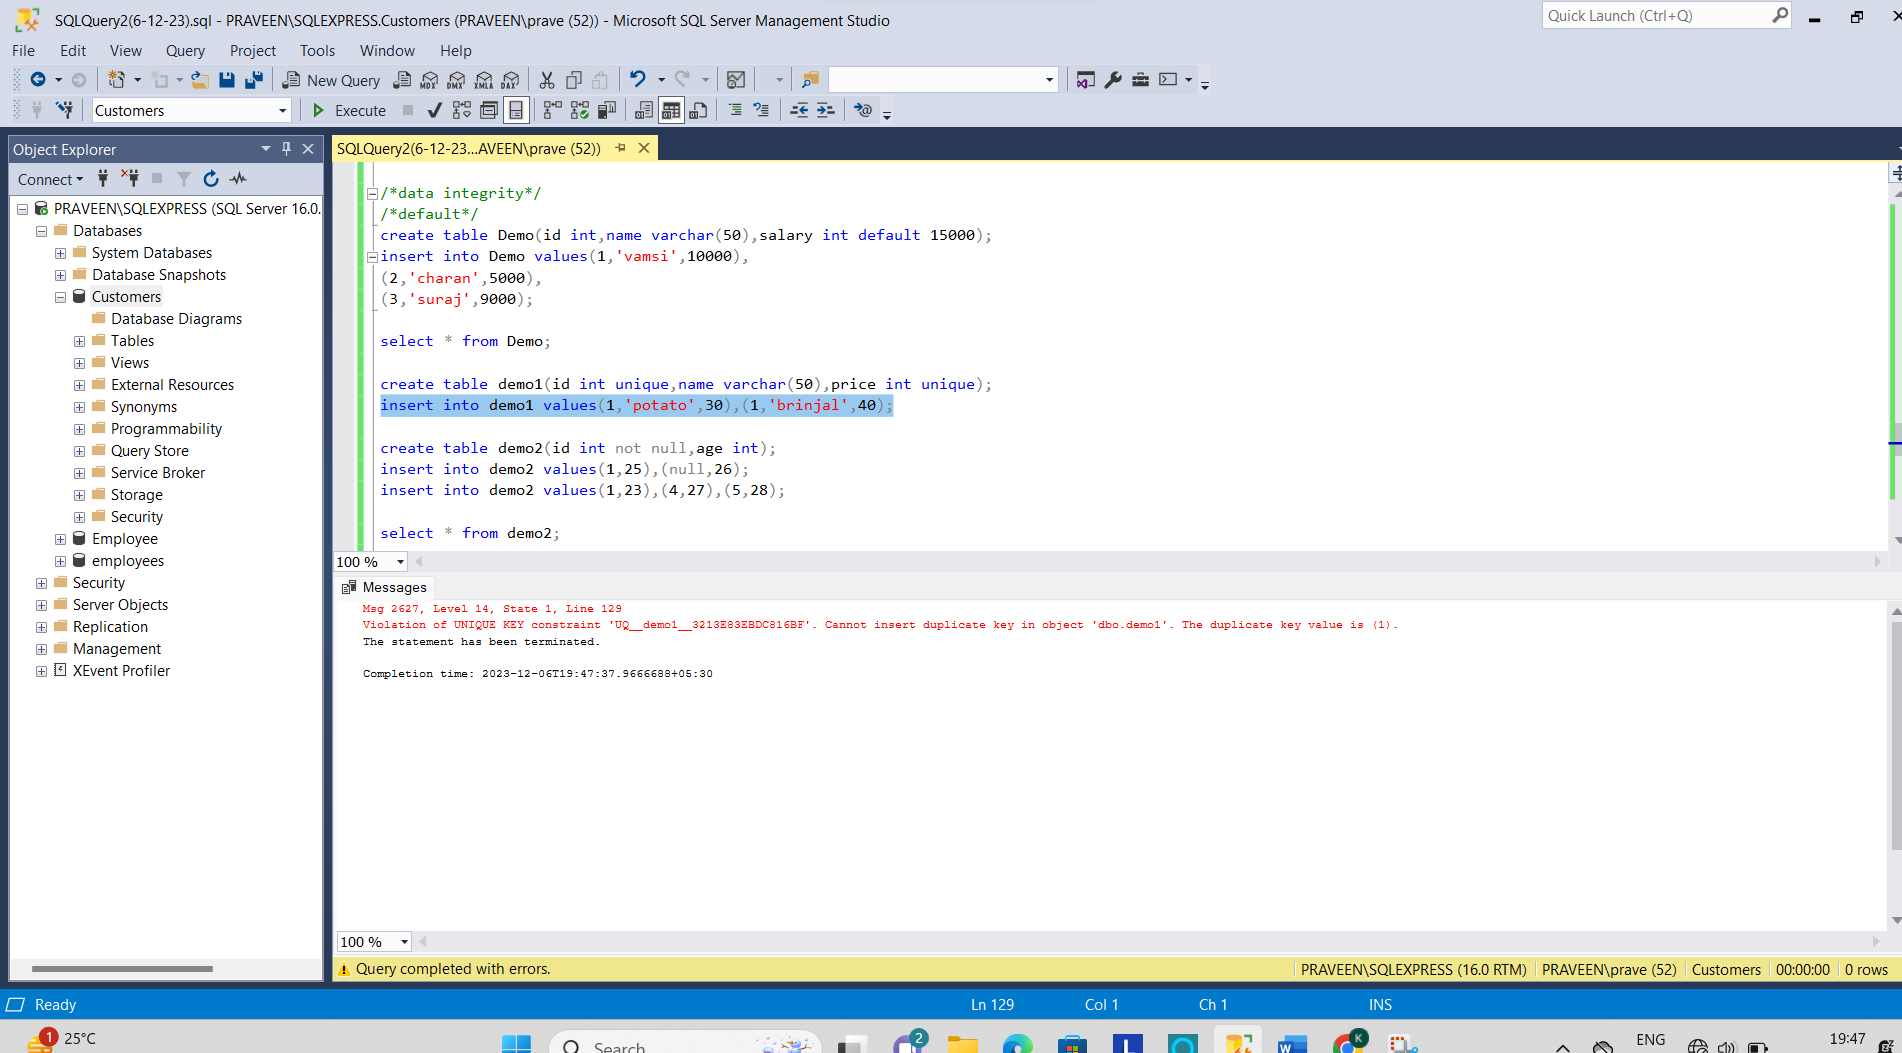 SQLQuery2(6-12-23).sql - PRAVEEN\SQLEXPRESS.Customers (PRAVEEN\prave (52)) - Microsoft SQL Server Management Studio
Quick Launch (Ctrl+Q)
File Edit View Query Project Tools Window Help
New Query MDX DMX XMLA DAX
Customers Execute
Object Explorer
SQLQuery2(6-12-23...AVEEN\prave (52))
Connect
PRAVEEN\SQLEXPRESS (SQL Server 16.0.
Databases
System Databases
Database Snapshots
Customers
Database Diagrams
Tables
Views
External Resources
Synonyms
Programmability
Query Store
Service Broker
Storage
Security
Employee
employees
Security
Server Objects
Replication
Management
XEvent Profiler
/*data integrity*/
/*default*/
create table Demo(id int,name varchar(50),salary int default 15000);
insert into Demo values(1,'vamsi',10000),
(2,'charan',5000),
(3,'suraj',9000);
select * from Demo;
create table demo1(id int unique,name varchar(50),price int unique);
insert into demo1 values(1,'potato',30),(1,'brinjal',40);
create table demo2(id int not null,age int);
insert into demo2 values(1,25),(null,26);
insert into demo2 values(1,23),(4,27),(5,28);
select * from demo2;
100 %
Messages
Msg 2627, Level 14, State 1, Line 129
Violation of UNIQUE KEY constraint 'UQ__demo1__3213E83EBDC816BF'. Cannot insert duplicate key in object 'dbo.demo1'. The duplicate key value is (1).
The statement has been terminated.
Completion time: 2023-12-06T19:47:37.9666688+05:30
100 %
Query completed with errors. PRAVEEN\SQLEXPRESS (16.0 RTM) PRAVEEN\prave (52) Customers 00:00:00 0 rows
Ready Ln 129 Col 1 Ch 1 INS
1 25°C Search 2 L W K ENG 19:47